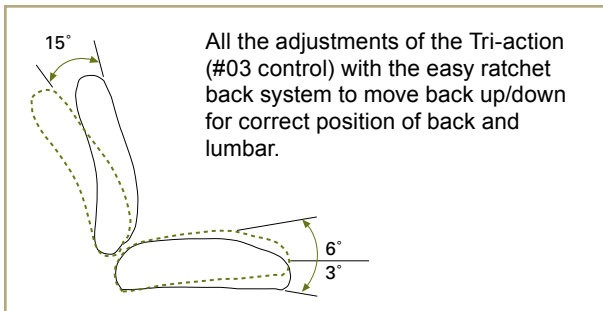 15°
All the adjustments of the Tri-action
(#03 control) with the easy ratchet
back system to move back up/down
for correct position of back and
lumbar.
6°
3°